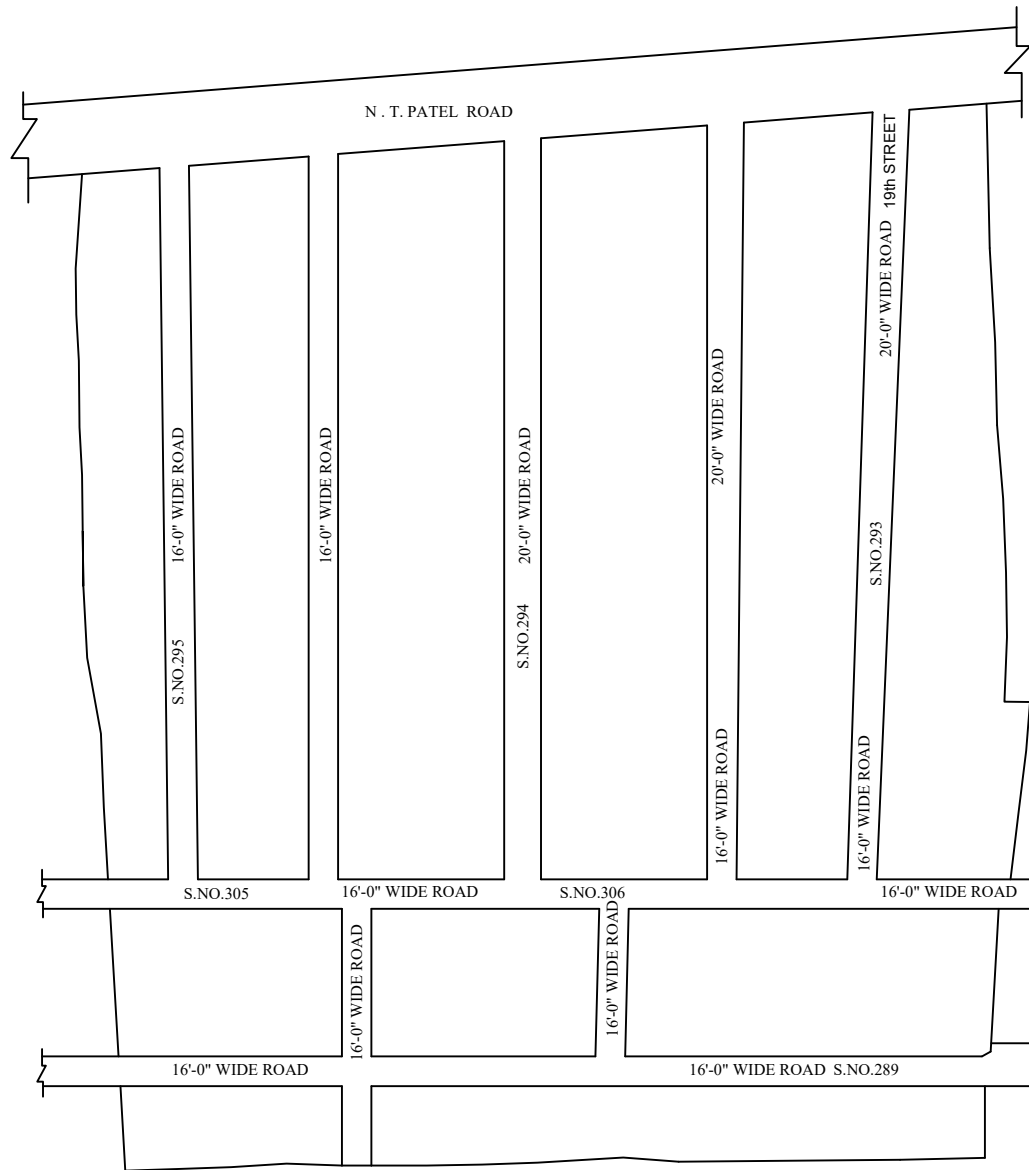 N . T. PATEL ROAD
19th STREET
20'-0" WIDE ROAD
20'-0" WIDE ROAD
16'-0" WIDE ROAD
16'-0" WIDE ROAD
20'-0" WIDE ROAD
S.NO.293
S.NO.294
S.NO.295
16'-0" WIDE ROAD
16'-0" WIDE ROAD
S.NO.305
16'-0" WIDE ROAD
S.NO.306
16'-0" WIDE ROAD
16'-0" WIDE ROAD
16'-0" WIDE ROAD
16'-0" WIDE ROAD
16'-0" WIDE ROAD S.NO.289